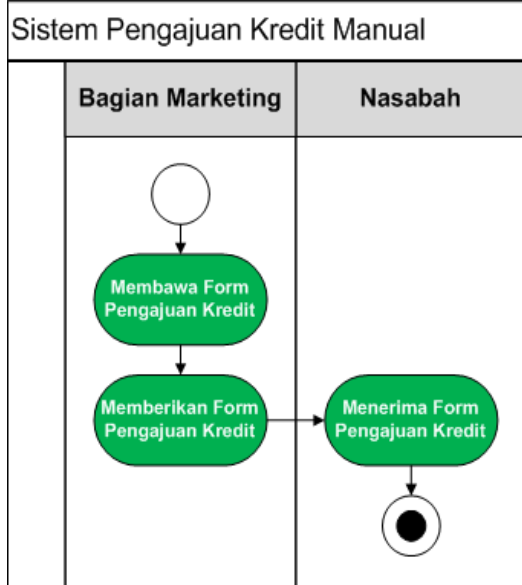 Sistem Pengajuan Kredit Manual
Bagian Marketing
Nasabah
Membawa Form
Pengajuan Kredit
Memberikan Form
Pengajuan Kredit
Menerima Form
Pengajuan Kredit